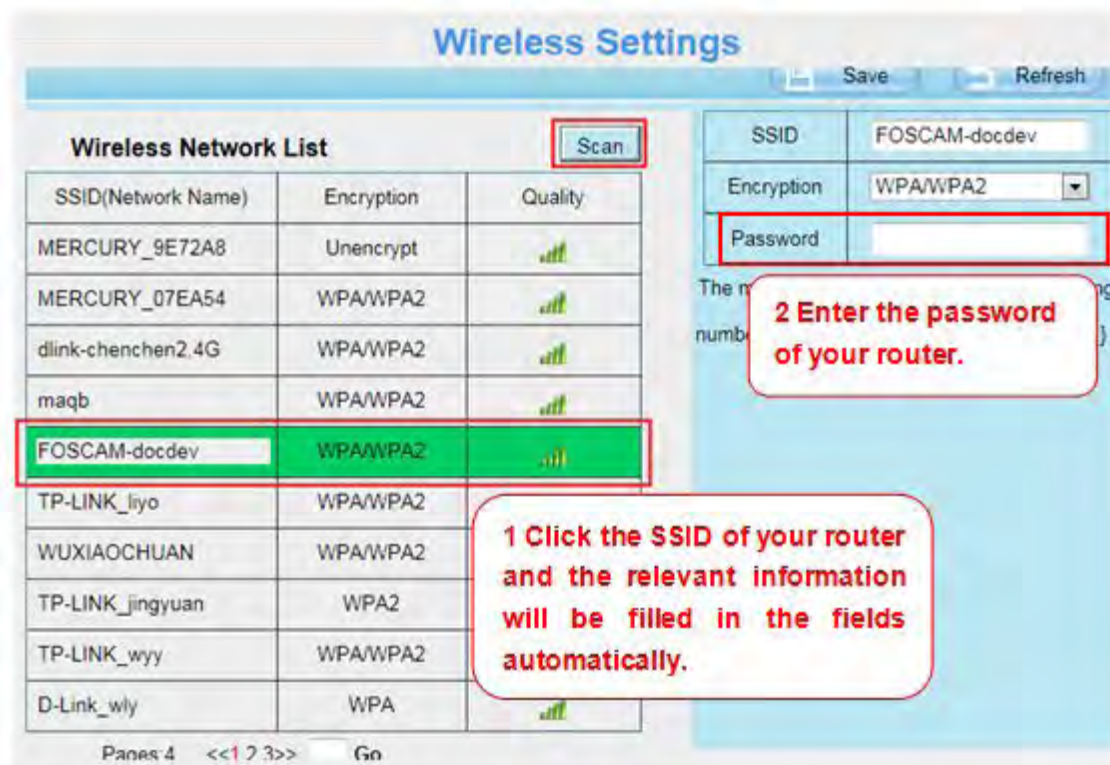 Wireless Settings
Save Refresh
Wireless Network List Scan
SSID(Network Name) Encryption Quality
MERCURY_9E72A8 Unencrypt
MERCURY_07EA54 WPA/WPA2
dlink-chenchen2.4G WPA/WPA2
maqb WPA/WPA2
FOSCAM-docdev WPA/WPA2
TP-LINK_liyo WPA/WPA2
WUXIAOCHUAN WPA/WPA2
TP-LINK_jingyuan WPA2
TP-LINK_wyy WPA/WPA2
D-Link_wly WPA
Pages:4 <<1 2 3>> Go
SSID FOSCAM-docdev
Encryption WPA/WPA2
Password
The
2 Enter the password
of your router.
1 Click the SSID of your router
and the relevant information
will be filled in the fields
automatically.